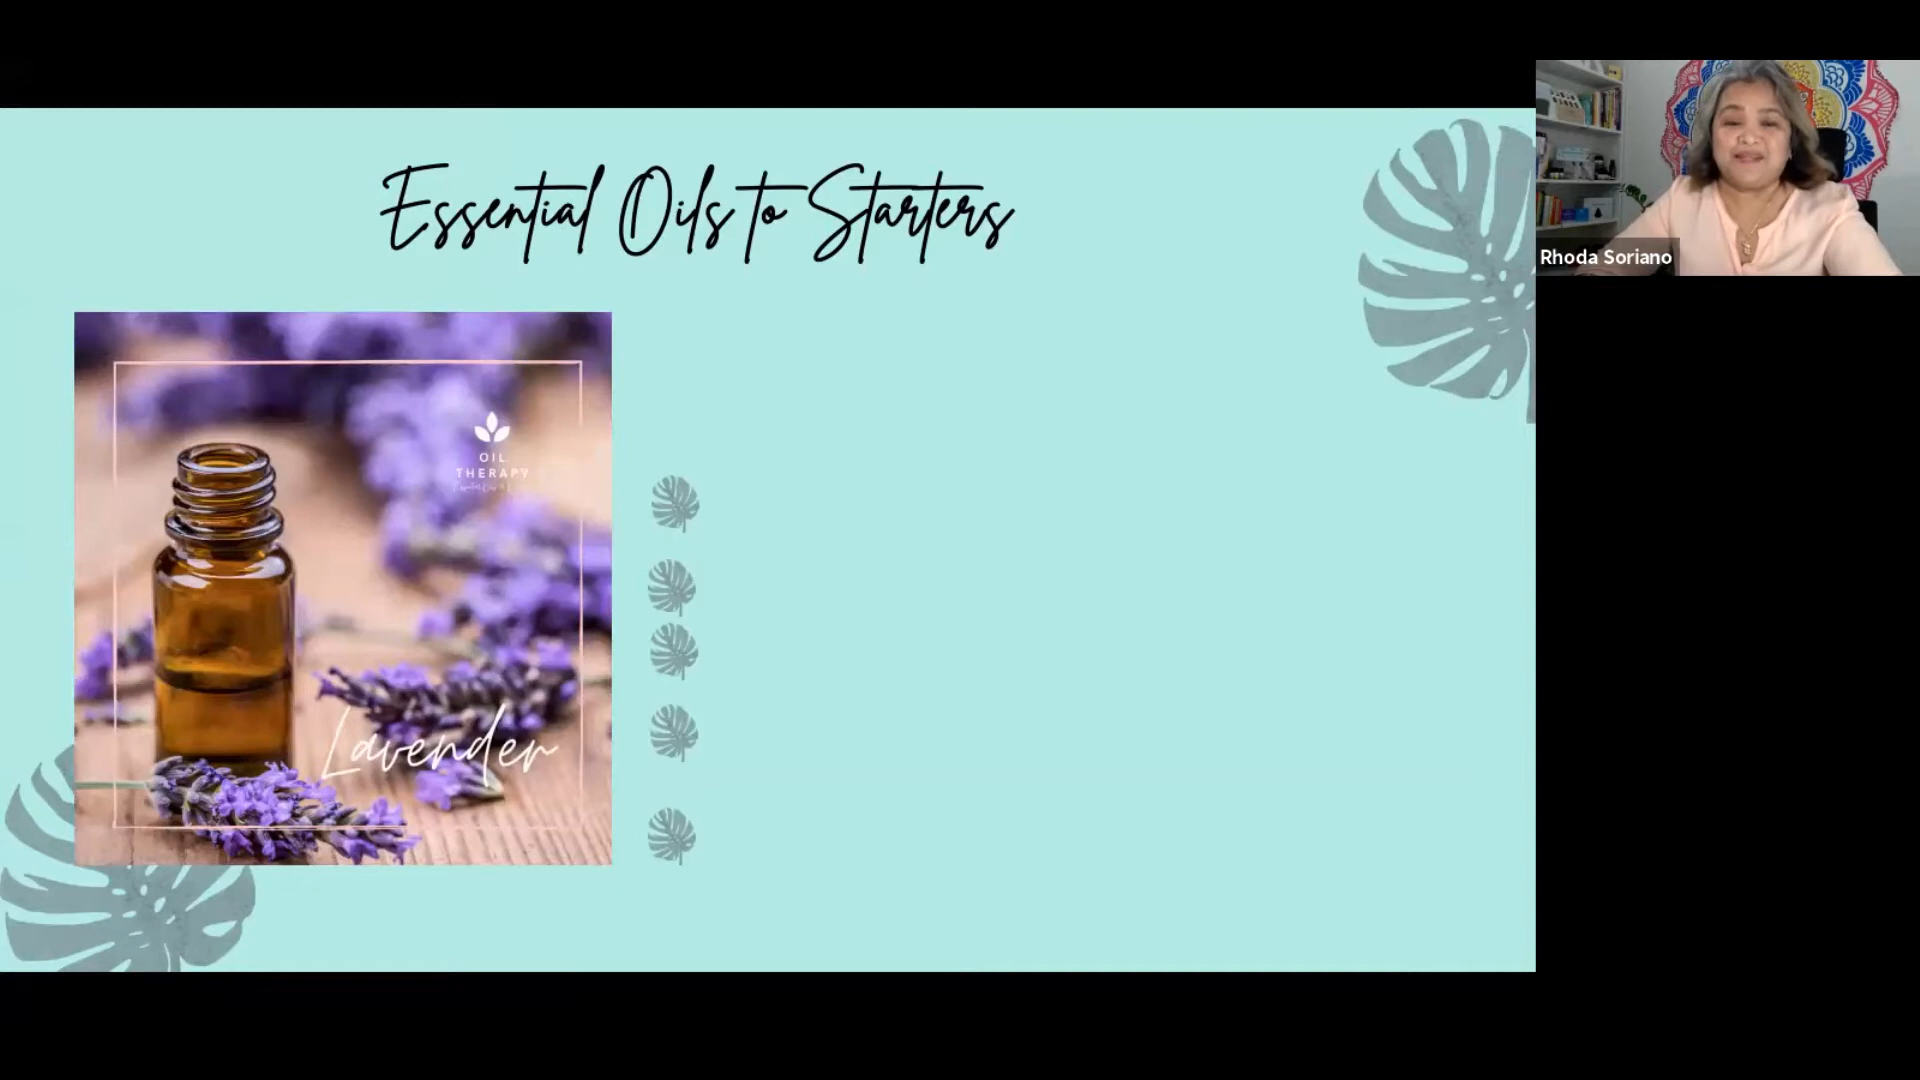 Essential Oils to Starters
Rhoda Soriano
OIL
THERAPY
Lavender